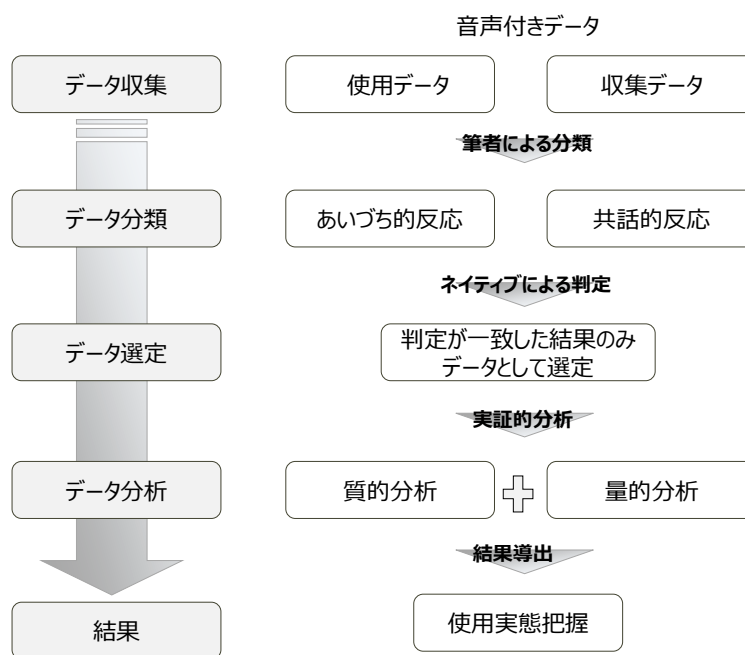 音声付きデータ
データ収集
使用データ
収集データ
筆者による分類
データ分類
あいづち的反応
共話的反応
ネイティブによる判定
データ選定
判定が一致した結果のみ
データとして選定
実証的分析
データ分析
質的分析
量的分析
結果導出
結果
使用実態把握